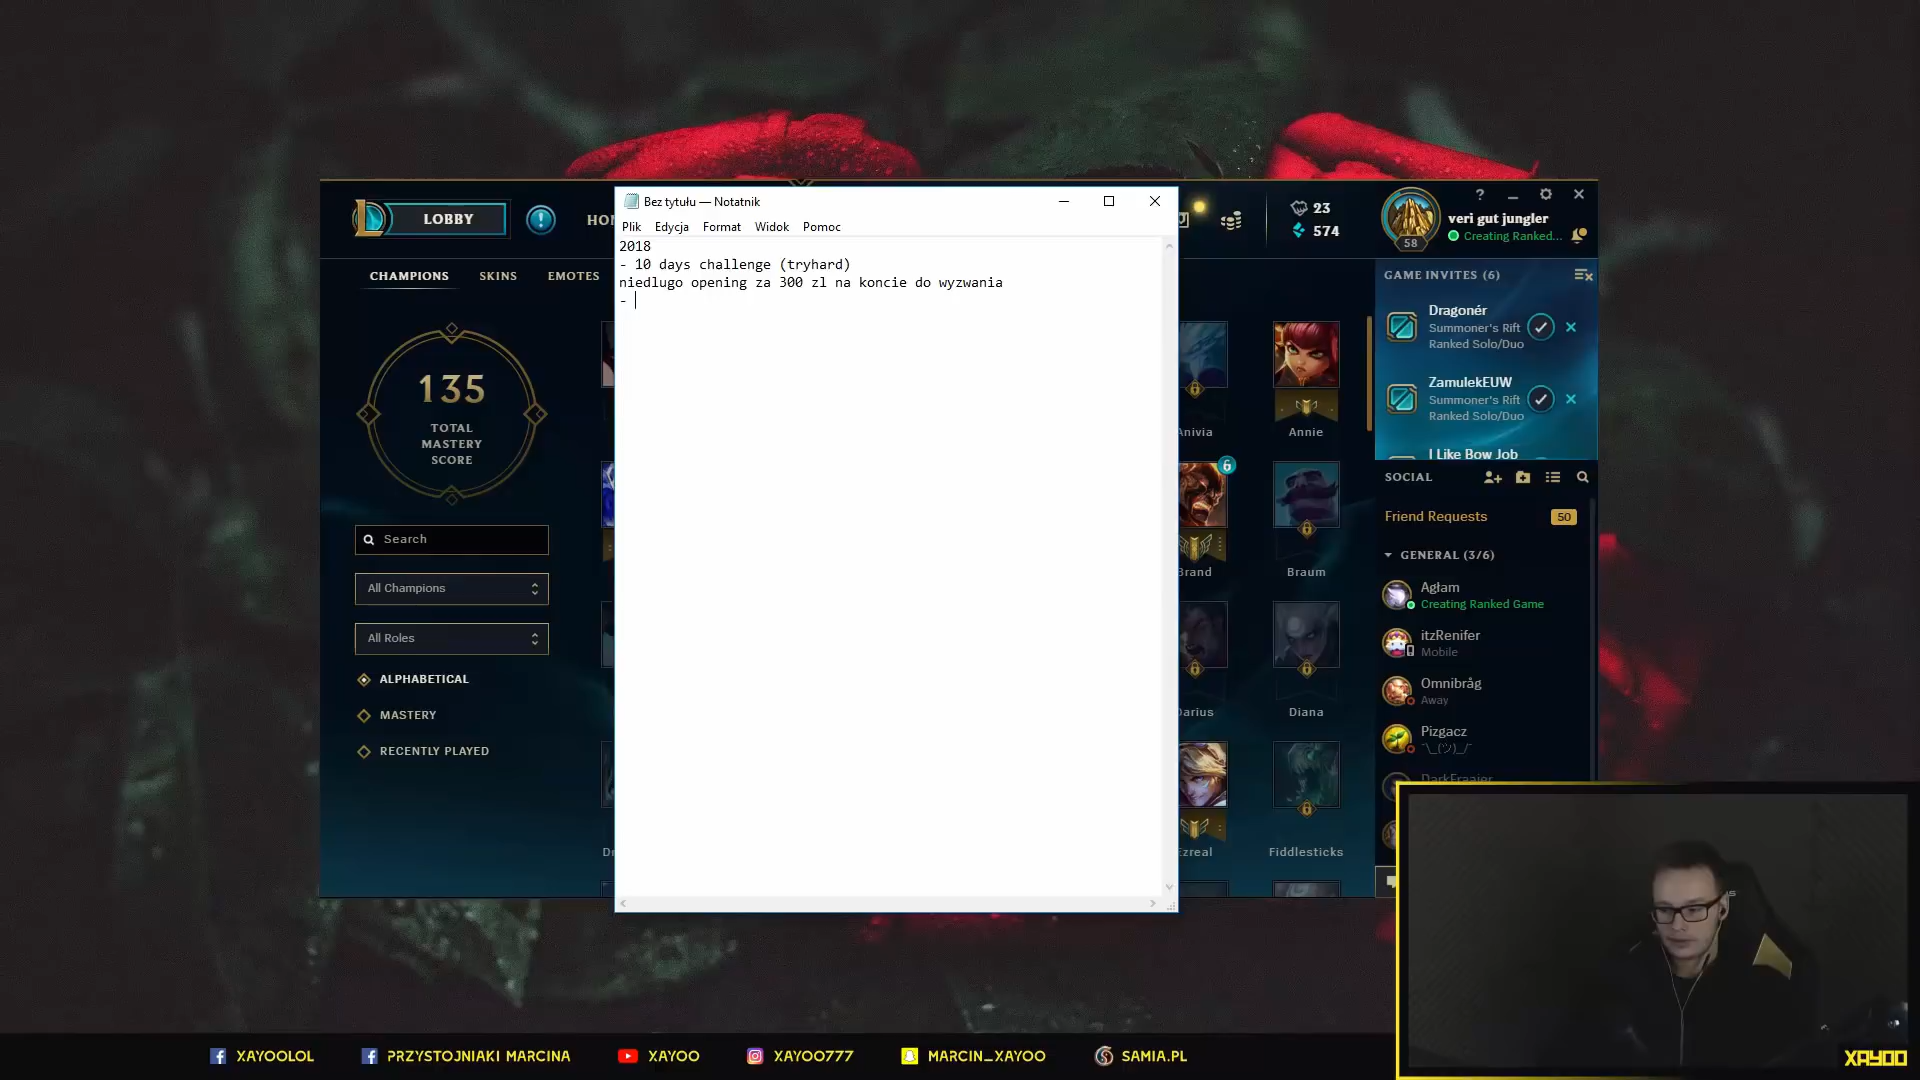 LOBBY
HO
23
574
58
veri gut jungler
Creating Ranked...
Bez tytułu — Notatnik
Plik Edycja Format Widok Pomoc
2018
- 10 days challenge (tryhard)
niedlugo opening za 300 zl na koncie do wyzwania
-
CHAMPIONS SKINS EMOTES
135
TOTAL
MASTERY
SCORE
Search
All Champions
All Roles
ALPHABETICAL
MASTERY
RECENTLY PLAYED
Anivia
Annie
6
Brand
Braum
Darius
Diana
Ezreal
Fiddlesticks
GAME INVITES (6)
Dragonér
Summoner's Rift
Ranked Solo/Duo
ZamulekEUW
Summoner's Rift
Ranked Solo/Duo
I Like Bow Job
SOCIAL
Friend Requests 50
GENERAL (3/6)
Agłam
Creating Ranked Game
itzRenifer
Mobile
Omnibråg
Away
Pizgacz
¯\_(ツ)_/¯
DarkFraajer
XAYOOLOL PRZYSTOJNIAKI MARCINA XAYOO XAYOO777 MARCIN_XAYOO SAMIA.PL
XAYOO